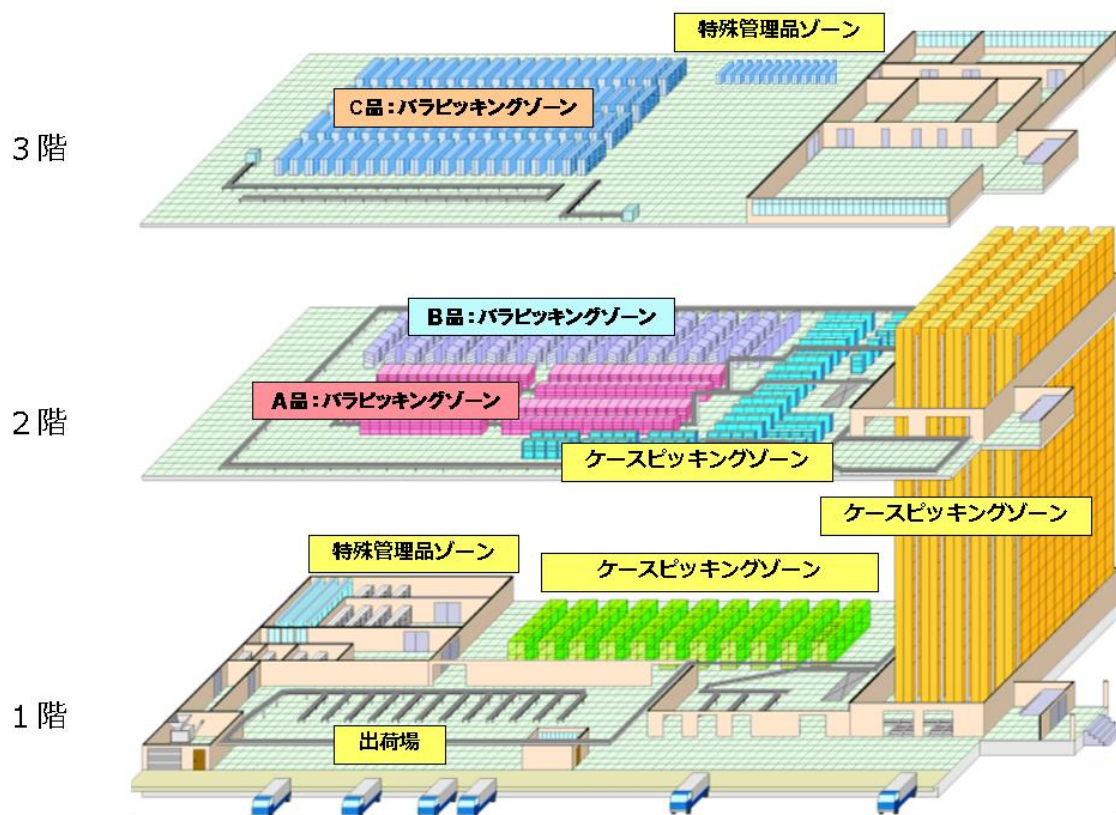 特殊管理品ゾーン
C品：バラピッキングゾーン
3階
B品：バラピッキングゾーン
A品：バラピッキングゾーン
2階
ケースピッキングゾーン
ケースピッキングゾーン
特殊管理品ゾーン
ケースピッキングゾーン
1階
出荷場